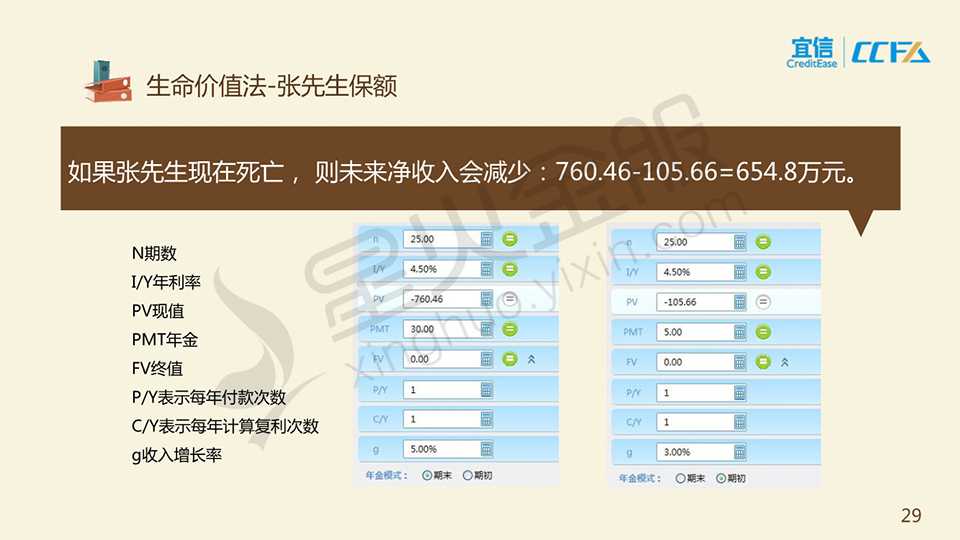 宜信
CreditEase
CCFA
生命价值法-张先生保额
如果张先生现在死亡， 则未来净收入会减少：760.46-105.66=654.8万元。
N期数
I/Y年利率
PV现值
PMT年金
FV终值
P/Y表示每年付款次数
C/Y表示每年计算复利次数
g收入增长率
n 25.00
I/Y 4.50%
PV -760.46
PMT 30.00
FV 0.00
P/Y 1
C/Y 1
g 5.00%
年金模式： 期末 期初
n 25.00
I/Y 4.50%
PV -105.66
PMT 5.00
FV 0.00
P/Y 1
C/Y 1
g 3.00%
年金模式： 期末 期初
星火金服
xinghuo.yixin.com
29